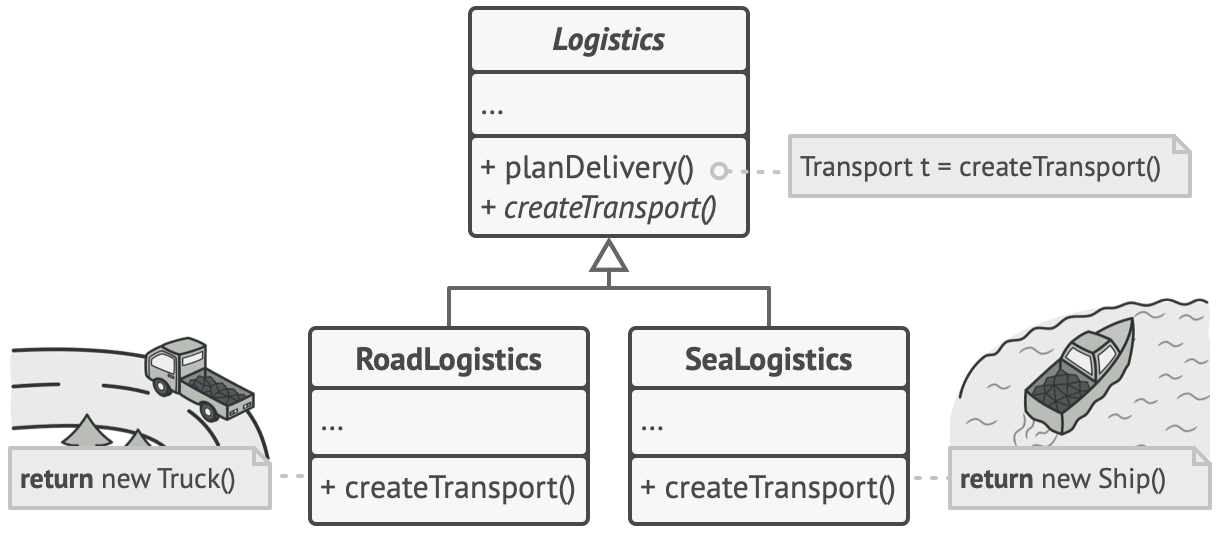 Logistics
...
+ planDelivery()
+ createTransport()
Transport t = createTransport()
RoadLogistics
...
+ createTransport()
SeaLogistics
...
+ createTransport()
return new Truck()
return new Ship()